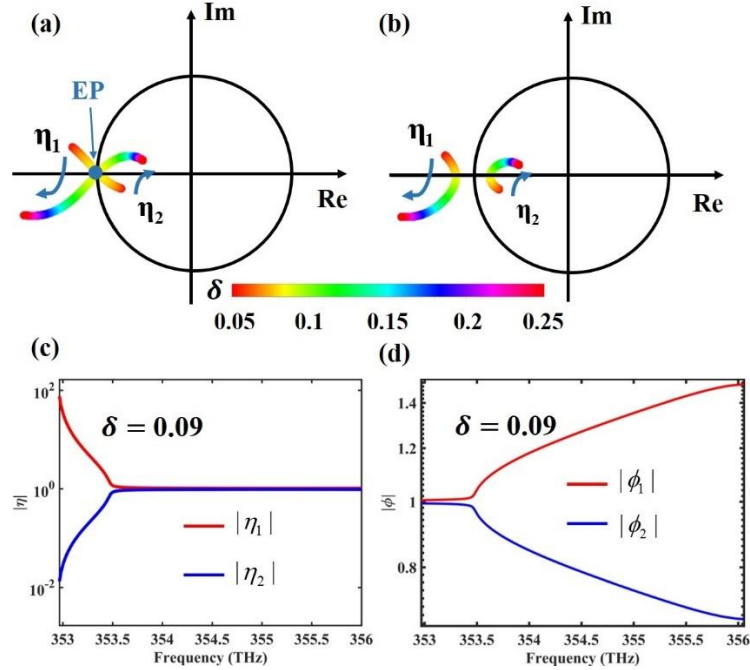 (a)
Im
EP
η1
η2
Re
(b)
Im
η1
η2
Re
δ
0.05 0.1 0.15 0.2 0.25
(c)
10^2
10^0
10^-2
|η|
δ = 0.09
|η1|
|η2|
353 353.5 354 354.5 355 355.5 356
Frequency (THz)
(d)
1.4
1.2
1
0.8
|ϕ|
δ = 0.09
|ϕ1|
|ϕ2|
353 353.5 354 354.5 355 355.5 356
Frequency (THz)